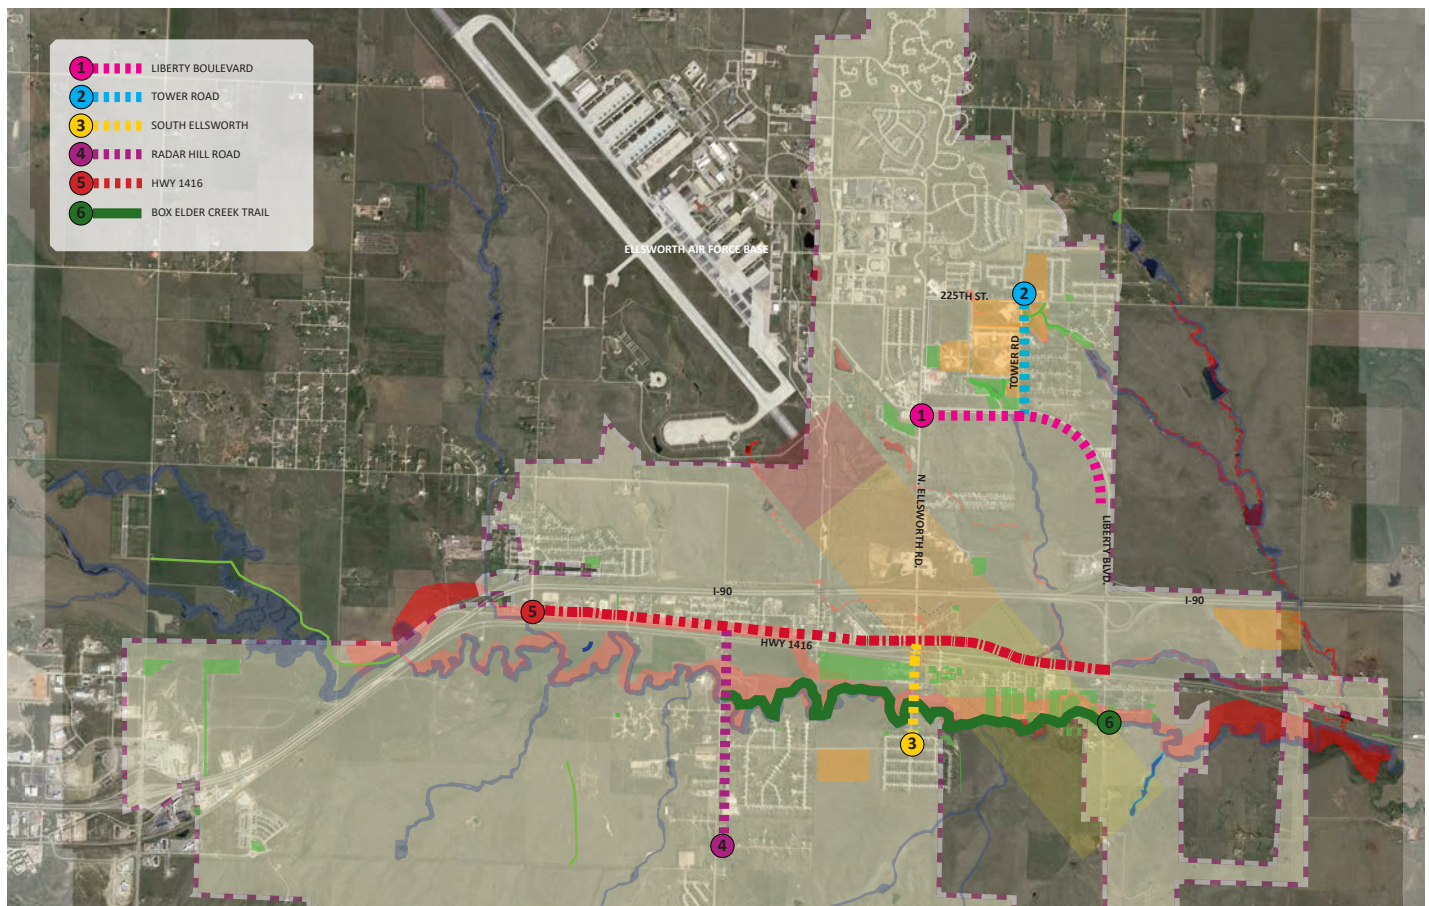 1 LIBERTY BOULEVARD
2 TOWER ROAD
3 SOUTH ELLSWORTH
4 RADAR HILL ROAD
5 HWY 1416
6 BOX ELDER CREEK TRAIL
ELLSWORTH AIR FORCE BASE
225TH ST.
2
TOWER RD
1
N. ELLSWORTH RD.
LIBERTY BLVD.
I-90
I-90
5
HWY 1416
6
3
4